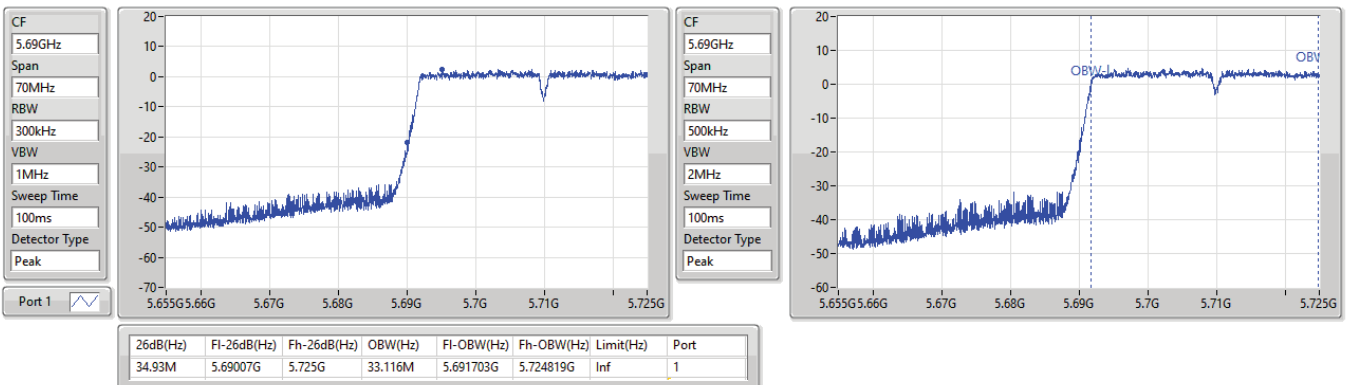 CF
5.69GHz
Span
70MHz
RBW
300kHz
VBW
1MHz
Sweep Time
100ms
Detector Type
Peak
Port 1
20
10
0
-10
-20
-30
-40
-50
-60
-70
5.655G 5.66G 5.67G 5.68G 5.69G 5.7G 5.71G 5.725G
CF
5.69GHz
Span
70MHz
RBW
500kHz
VBW
2MHz
Sweep Time
100ms
Detector Type
Peak
20
10
0
-10
-20
-30
-40
-50
-60
OBW-l
OBW
5.655G 5.66G 5.67G 5.68G 5.69G 5.7G 5.71G 5.725G
26dB(Hz) Fl-26dB(Hz) Fh-26dB(Hz) OBW(Hz) Fl-OBW(Hz) Fh-OBW(Hz) Limit(Hz) Port
34.93M 5.69007G 5.725G 33.116M 5.691703G 5.724819G Inf 1